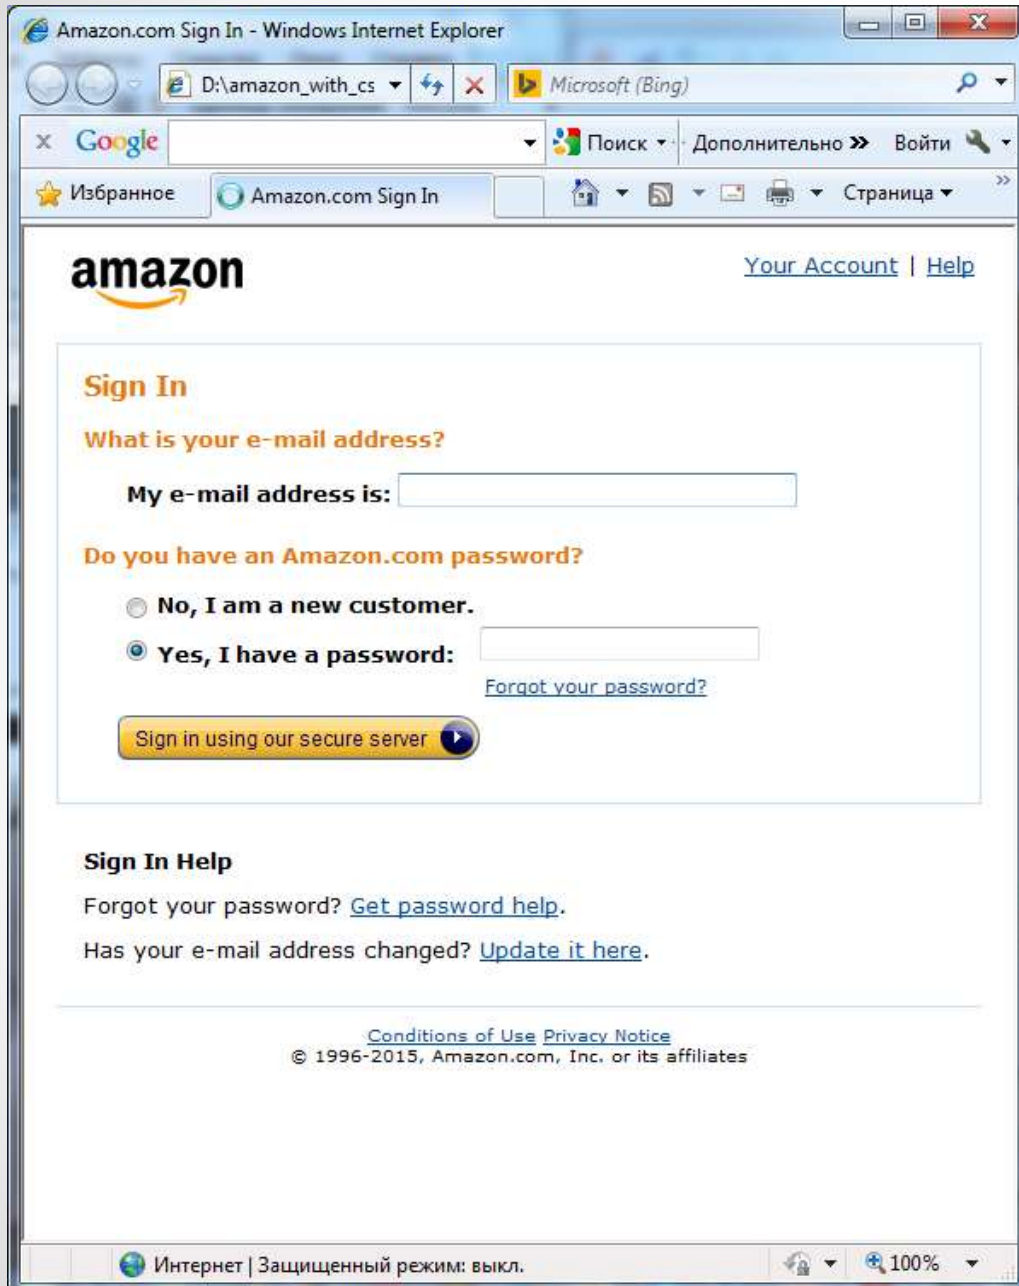 Amazon.com Sign In - Windows Internet Explorer
D:\amazon_with_cs
Microsoft (Bing)
x Google Поиск Дополнительно >> Войти
Избранное Amazon.com Sign In Страница >>
amazon Your Account | Help
Sign In
What is your e-mail address?
My e-mail address is:
Do you have an Amazon.com password?
No, I am a new customer.
Yes, I have a password:
Forgot your password?
Sign in using our secure server
Sign In Help
Forgot your password? Get password help.
Has your e-mail address changed? Update it here.
Conditions of Use Privacy Notice
© 1996-2015, Amazon.com, Inc. or its affiliates
Интернет | Защищенный режим: выкл. 100%